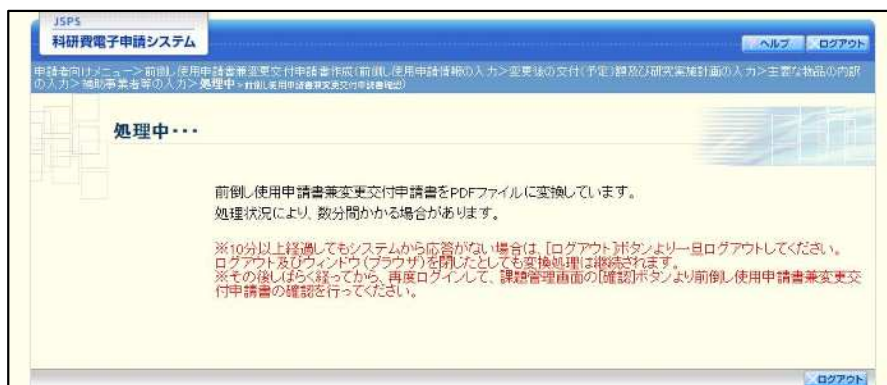 JSPS
科研費電子申請システム
ヘルプ
ログアウト
申請者向けメニュー>前倒し使用申請書兼変更交付申請書作成(前倒し使用申請情報の入力>変更後の交付(予定)額及び研究実施計画の入力>主要な物品の内訳
の入力>補助事業者等の入力>処理中>前倒し使用申請書兼変更交付申請書確認)
処理中・・・
前倒し使用申請書兼変更交付申請書をPDFファイルに変換しています。
処理状況により、数分間かかる場合があります。
※10分以上経過してもシステムから応答がない場合は、[ログアウト]ボタンより一旦ログアウトしてください。
ログアウト及びウィンドウ(ブラウザ)を閉じたとしても変換処理は継続されます。
※その後しばらく経ってから、再度ログインして、課題管理画面の[確認]ボタンより前倒し使用申請書兼変更交
付申請書の確認を行ってください。
ログアウト